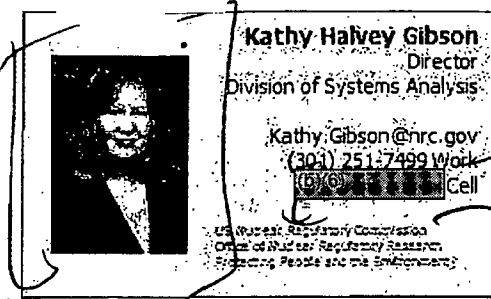 Kathy Halvey Gibson
Director
Division of Systems Analysis
Kathy.Gibson@nrc.gov
(301) 251-7499 Work
(b)(6) Cell
US Nuclear Regulatory Commission
Office of Nuclear Regulatory Research
Protecting People and the Environment